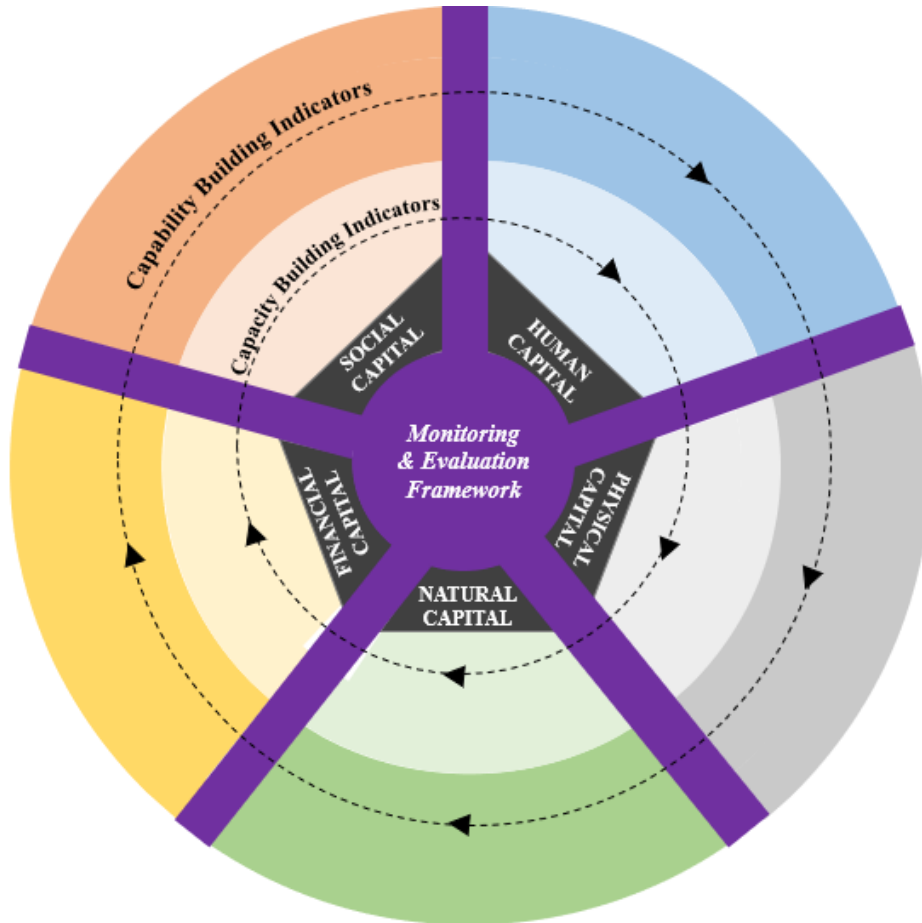 Capability Building Indicators
Capacity Building Indicators
SOCIAL
CAPITAL
HUMAN
CAPITAL
Monitoring
& Evaluation
Framework
FINANCIAL
CAPITAL
PHYSICAL
CAPITAL
NATURAL
CAPITAL